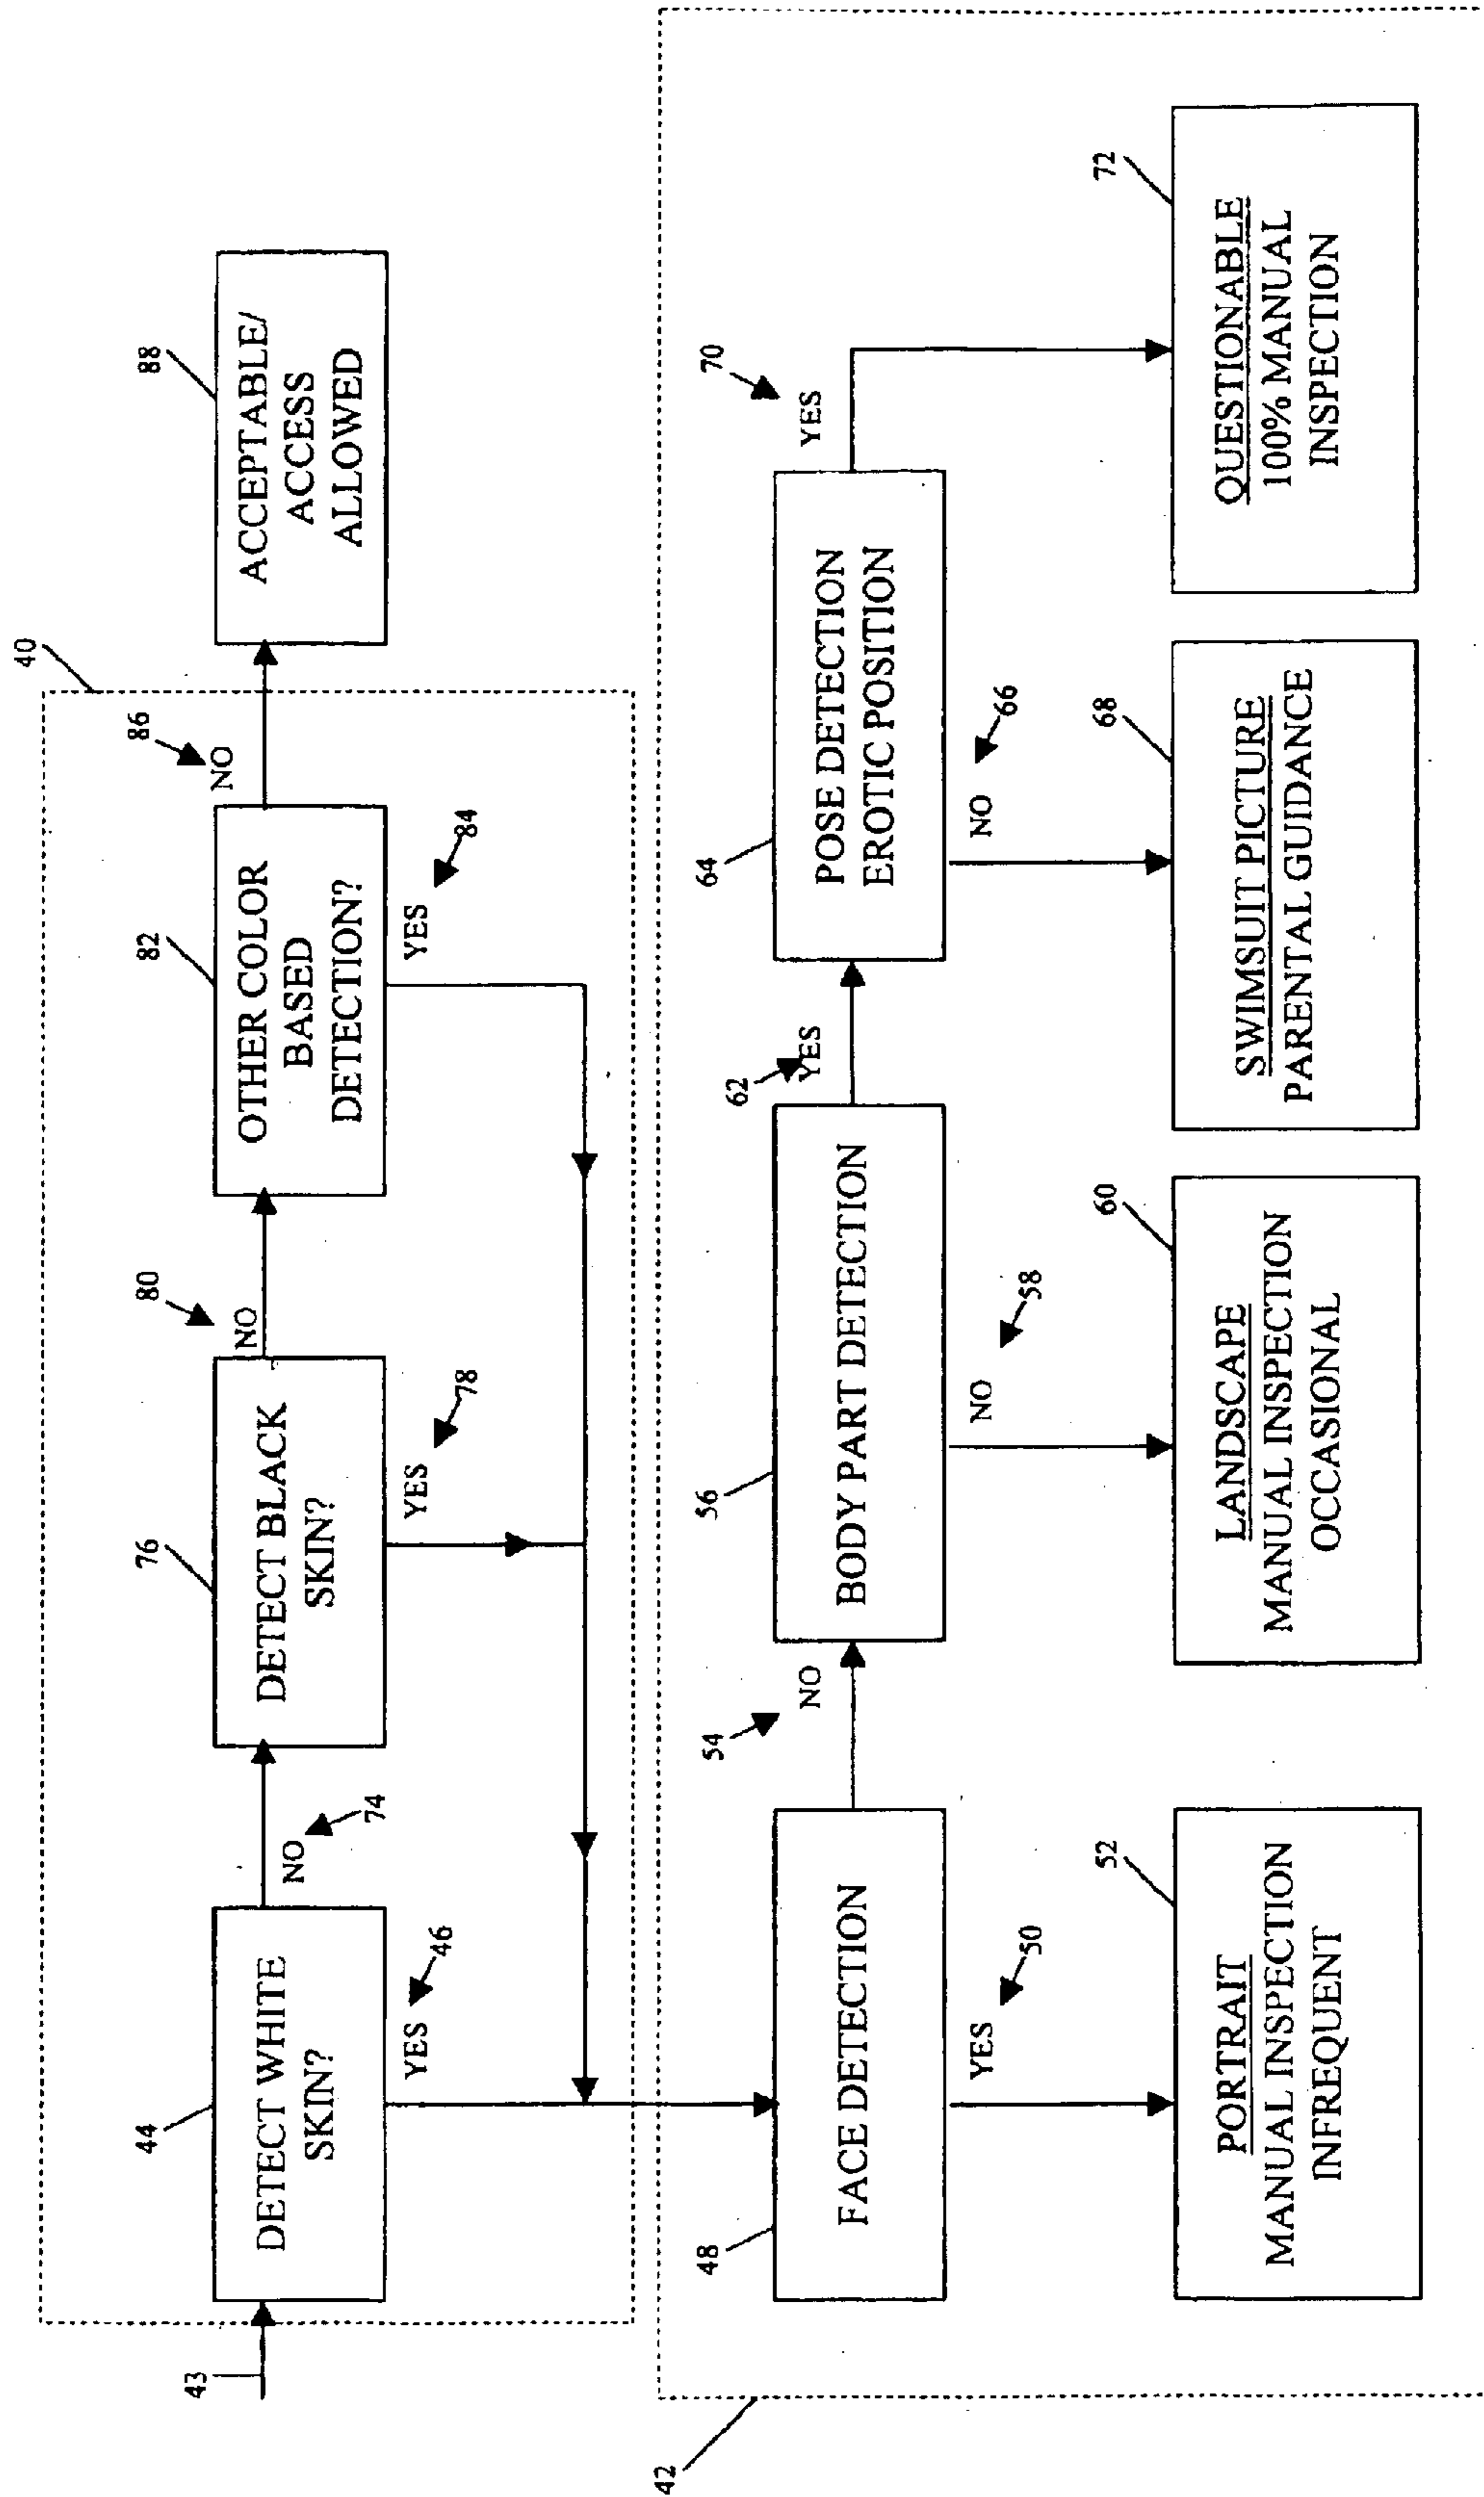 40
86
NO
88
ACCEPTABLE/
ACCESS
ALLOWED
43
44
DETECT WHITE
SKIN?
NO
74
YES
46
76
DETECT BLACK
SKIN?
80
NO
YES
78
82
OTHER COLOR
BASED
DETECTION?
YES
84
42
48
FACE DETECTION
54
NO
YES
50
56
BODY PART DETECTION
62
YES
NO
58
64
POSE DETECTION
EROTIC POSITION
70
YES
NO
66
52
PORTRAIT
MANUAL INSPECTION
INFREQUENT
60
LANDSCAPE
MANUAL INSPECTION
OCCASIONAL
68
SWIMSUIT PICTURE
PARENTAL GUIDANCE
72
QUESTIONABLE
100% MANUAL
INSPECTION